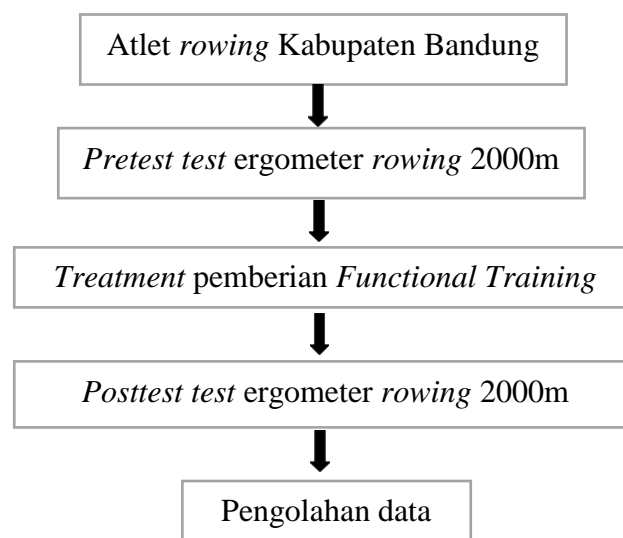 Atlet rowing Kabupaten Bandung
Pretest test ergometer rowing 2000m
Treatment pemberian Functional Training
Posttest test ergometer rowing 2000m
Pengolahan data